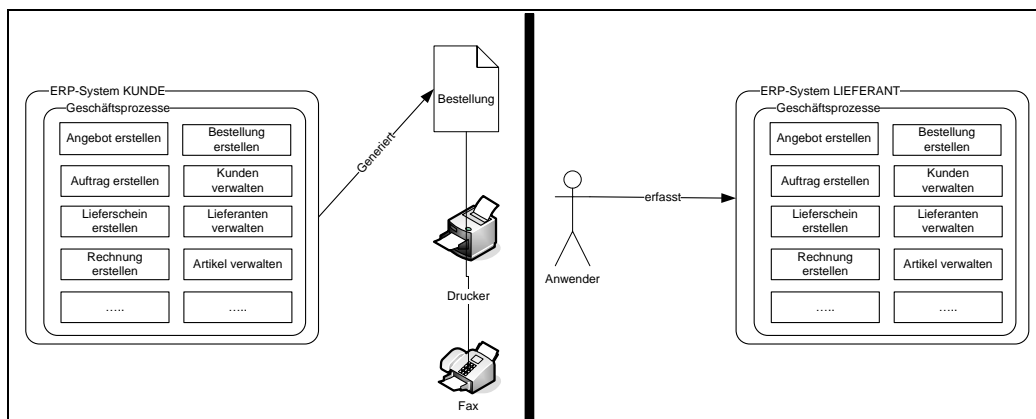 ERP-System KUNDE
Geschäftsprozesse
Angebot erstellen
Bestellung
erstellen
Auftrag erstellen
Kunden
verwalten
Lieferschein
erstellen
Lieferanten
verwalten
Rechnung
erstellen
Artikel verwalten
.....
.....
Generiert
Bestellung
Drucker
Fax
Anwender
erfasst
ERP-System LIEFERANT
Geschäftsprozesse
Angebot erstellen
Bestellung
erstellen
Auftrag erstellen
Kunden
verwalten
Lieferschein
erstellen
Lieferanten
verwalten
Rechnung
erstellen
Artikel verwalten
.....
.....